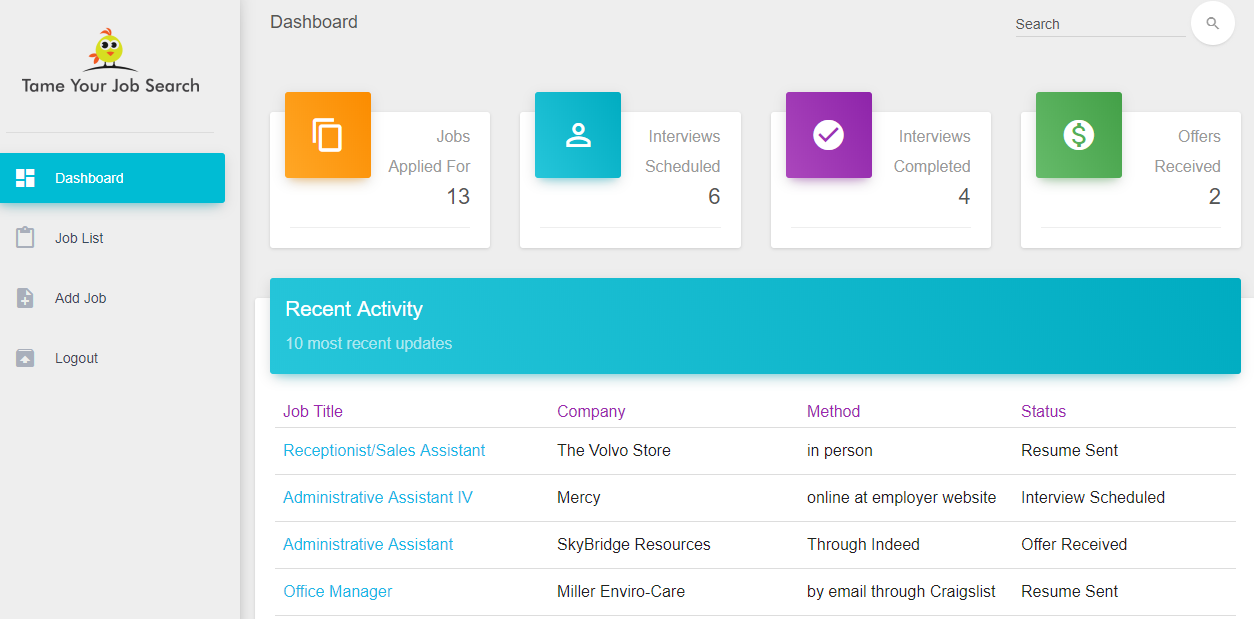 Tame Your Job Search
Dashboard
Job List
Add Job
Logout
Dashboard
Search
Jobs
Applied For
13
Interviews
Scheduled
6
Interviews
Completed
4
$
Offers
Received
2
Recent Activity
10 most recent updates
Job Title Company Method Status
Receptionist/Sales Assistant The Volvo Store in person Resume Sent
Administrative Assistant IV Mercy online at employer website Interview Scheduled
Administrative Assistant SkyBridge Resources Through Indeed Offer Received
Office Manager Miller Enviro-Care by email through Craigslist Resume Sent